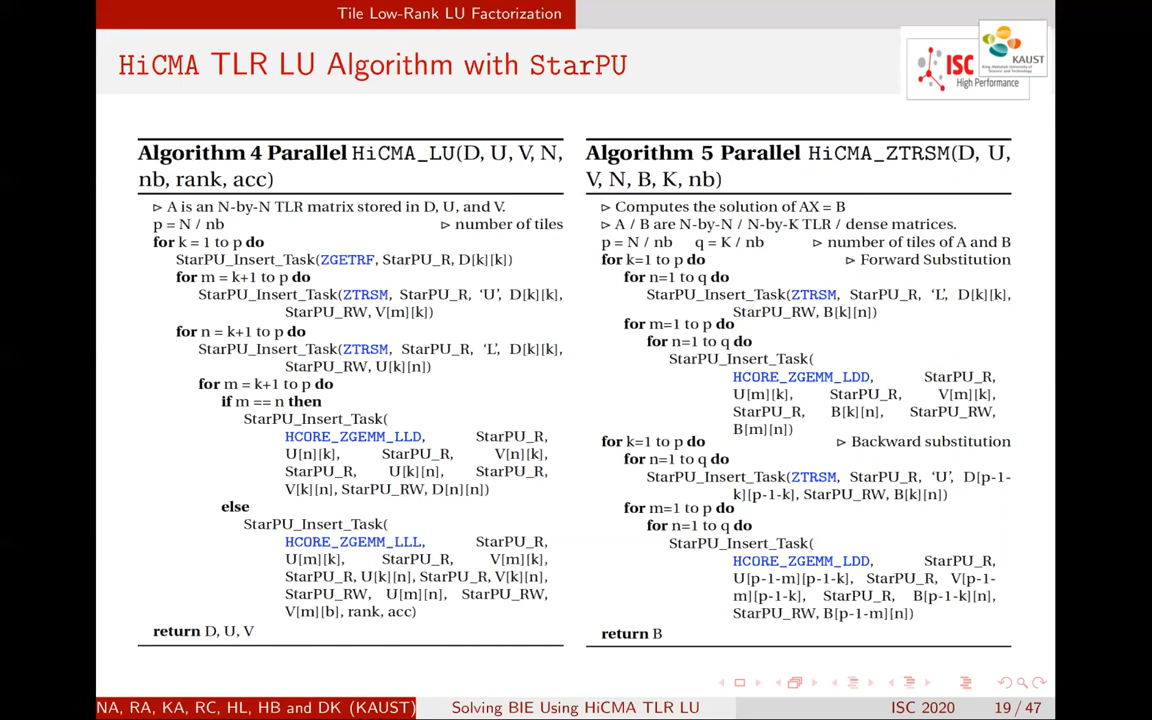 Tile Low-Rank LU Factorization
HiCMA TLR LU Algorithm with StarPU
ISC
High Performance
KAUST
Algorithm 4 Parallel HiCMA_LU(D, U, V, N,
nb, rank, acc)
▷ A is an N-by-N TLR matrix stored in D, U, and V.
p = N / nb ▷ number of tiles
for k = 1 to p do
StarPU_Insert_Task(ZGETRF, StarPU_R, D[k][k])
for m = k+1 to p do
StarPU_Insert_Task(ZTRSM, StarPU_R, ‘U’, D[k][k],
StarPU_RW, V[m][k])
for n = k+1 to p do
StarPU_Insert_Task(ZTRSM, StarPU_R, ‘L’, D[k][k],
StarPU_RW, U[k][n])
for m = k+1 to p do
if m == n then
StarPU_Insert_Task(
HCORE_ZGEMM_LLD, StarPU_R,
U[n][k], StarPU_R, V[n][k],
StarPU_R, U[k][n], StarPU_R,
V[k][n], StarPU_RW, D[n][n])
else
StarPU_Insert_Task(
HCORE_ZGEMM_LLL, StarPU_R,
U[m][k], StarPU_R, V[m][k],
StarPU_R, U[k][n], StarPU_R, V[k][n],
StarPU_RW, U[m][n], StarPU_RW,
V[m][b], rank, acc)
return D, U, V
Algorithm 5 Parallel HiCMA_ZTRSM(D, U,
V, N, B, K, nb)
▷ Computes the solution of AX = B
▷ A / B are N-by-N / N-by-K TLR / dense matrices.
p = N / nb q = K / nb ▷ number of tiles of A and B
for k=1 to p do ▷ Forward Substitution
for n=1 to q do
StarPU_Insert_Task(ZTRSM, StarPU_R, ‘L’, D[k][k],
StarPU_RW, B[k][n])
for m=1 to p do
for n=1 to q do
StarPU_Insert_Task(
HCORE_ZGEMM_LDD, StarPU_R,
U[m][k], StarPU_R, V[m][k],
StarPU_R, B[k][n], StarPU_RW,
B[m][n])
for k=1 to p do ▷ Backward substitution
for n=1 to q do
StarPU_Insert_Task(ZTRSM, StarPU_R, ‘U’, D[p-1-
k][p-1-k], StarPU_RW, B[k][n])
for m=1 to p do
for n=1 to q do
StarPU_Insert_Task(
HCORE_ZGEMM_LDD, StarPU_R,
U[p-1-m][p-1-k], StarPU_R, V[p-1-
m][p-1-k], StarPU_R, B[p-1-k][n],
StarPU_RW, B[p-1-m][n])
return B
NA, RA, KA, RC, HL, HB and DK (KAUST)
Solving BIE Using HiCMA TLR LU
ISC 2020
19 / 47